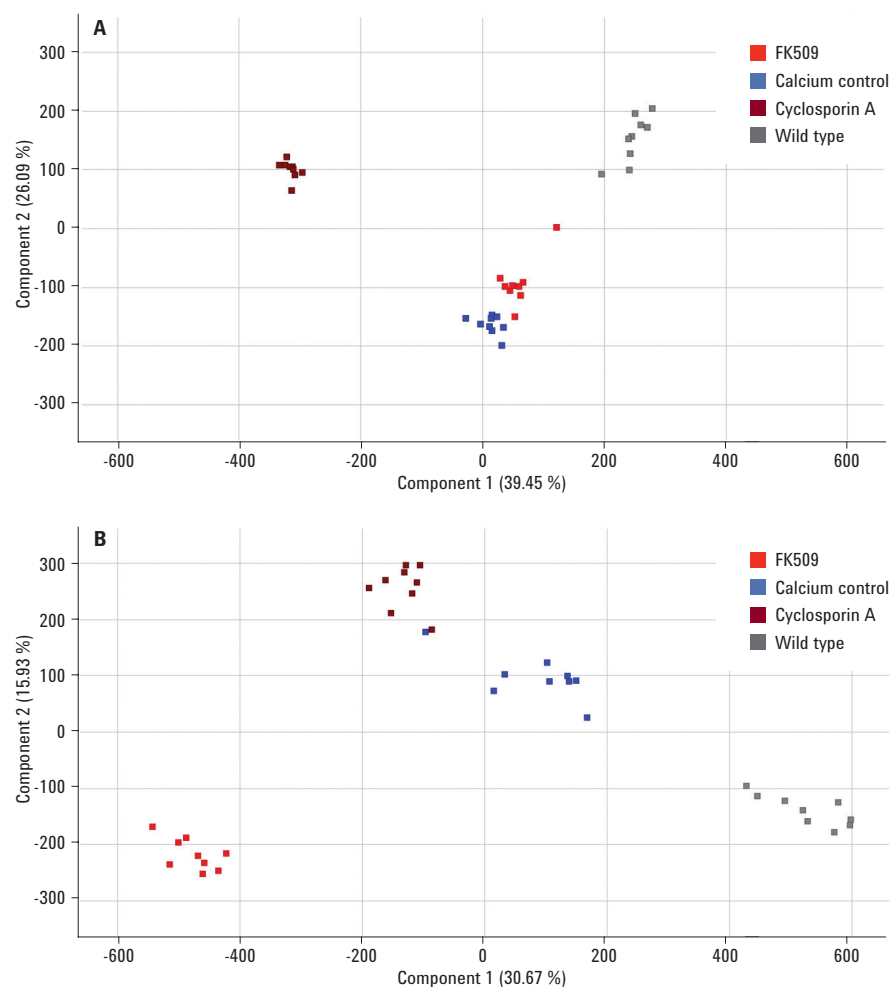 A
300
200
100
0
-100
-200
-300
Component 2 (26.09 %)
FK509
Calcium control
Cyclosporin A
Wild type
-600
-400
-200
0
200
400
600
Component 1 (39.45 %)
B
300
200
100
0
-100
-200
-300
Component 2 (15.93 %)
FK509
Calcium control
Cyclosporin A
Wild type
-600
-400
-200
0
200
400
600
Component 1 (30.67 %)